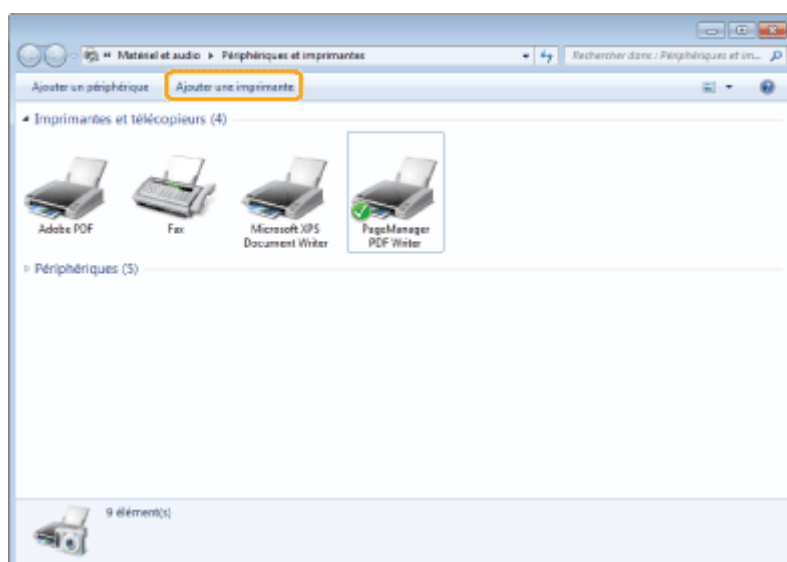 « Matériel et audio ▸ Périphériques et imprimantes
Rechercher dans : Périphériques et im...
Ajouter un périphérique
Ajouter une imprimante
Imprimantes et télécopieurs (4)
Adobe PDF
Fax
Microsoft XPS
Document Writer
PageManager
PDF Writer
Périphériques (5)
9 élément(s)